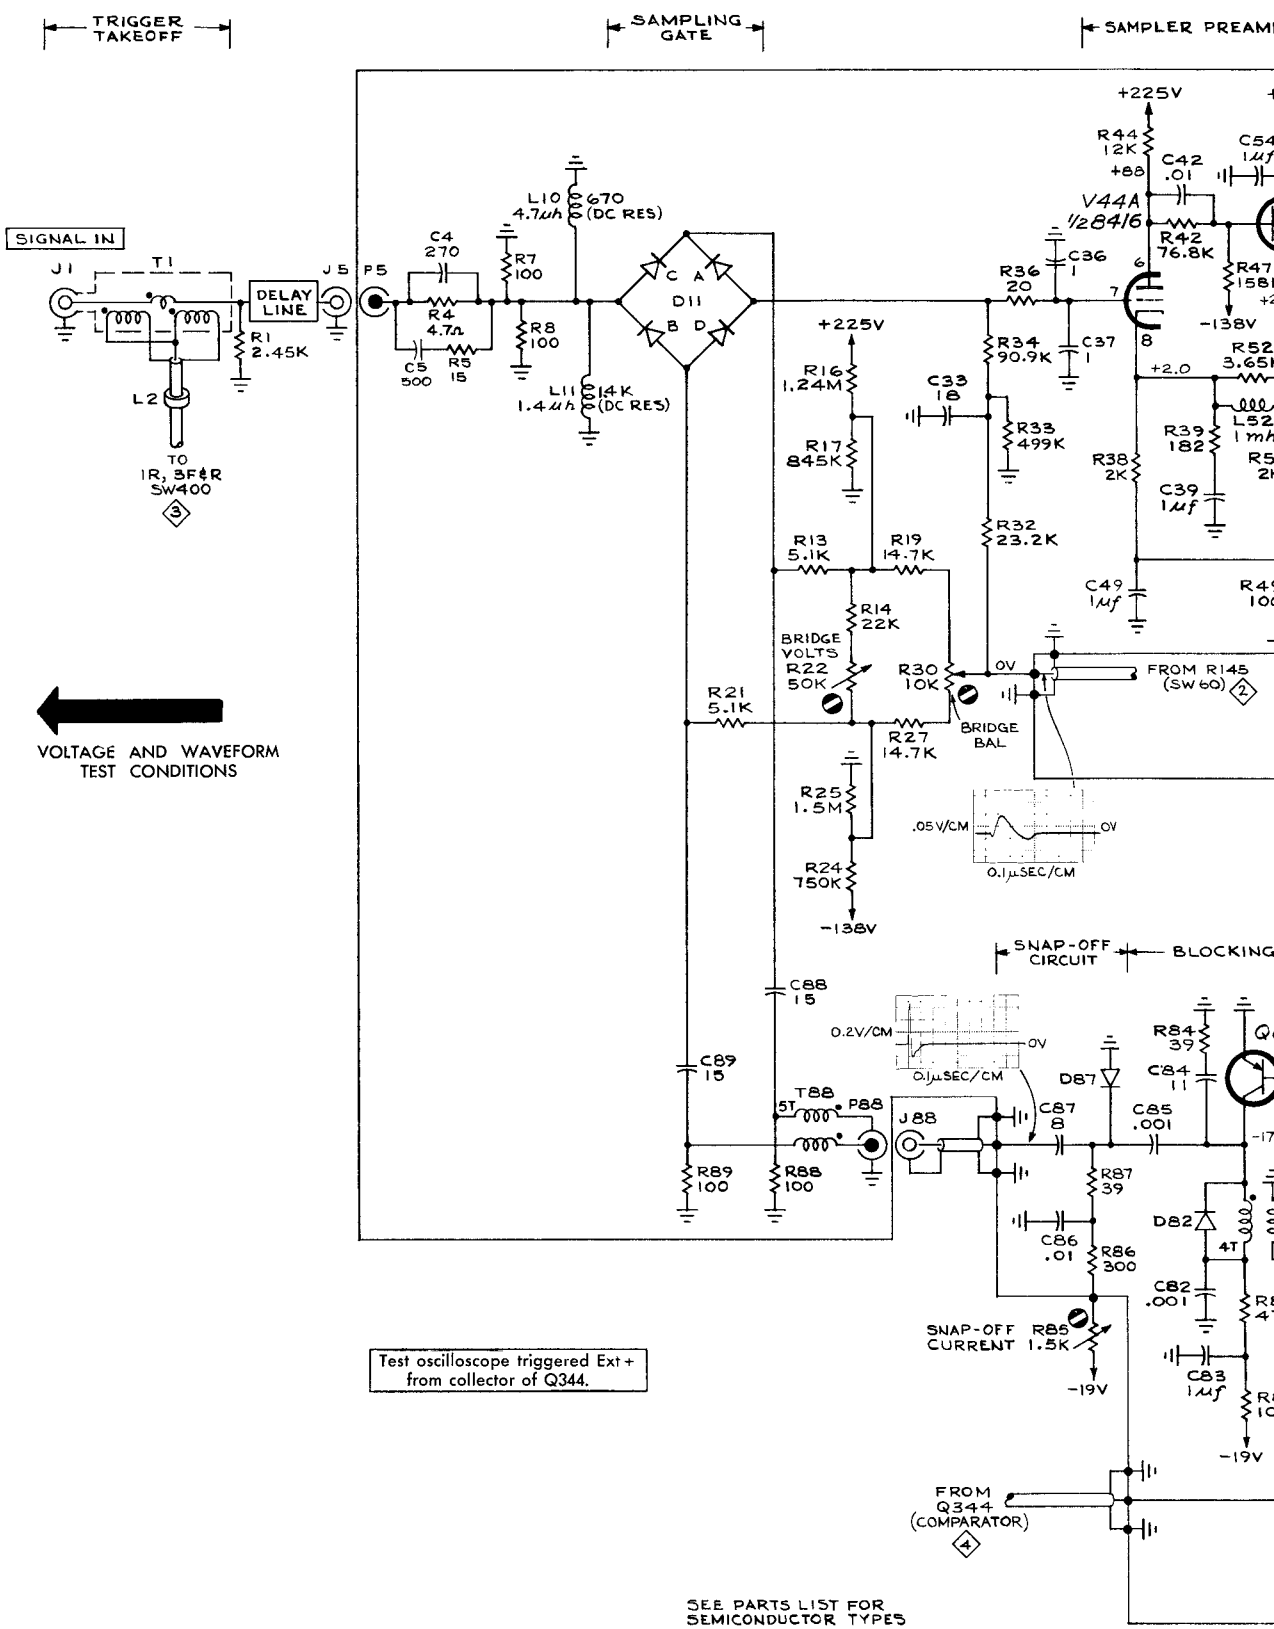 TRIGGER
TAKEOFF
SAMPLING
GATE
SAMPLER PREAM
+225V
R44
12K
+88
C42
.01
C54
1µf
V44A
1/2 8416
R42
76.8K
R47
158
-138V
6
7
8
L10
4.7µh
670
(DC RES)
SIGNAL IN
J1
T1
J5
P5
DELAY
LINE
R1
2.45K
L2
TO
1R, 3F&R
SW400
3
C4
270
R4
4.7Ω
C5
500
R5
15
R7
100
R8
100
L11
1.4µh
14K
(DC RES)
C A
D11
B D
+225V
R16
1.24M
R17
845K
R36
20
C36
1
C37
1
R34
90.9K
C33
18
R33
499K
R32
23.2K
+2.0
R52
3.65
L52
1mh
R39
182
R38
2K
C39
1µf
C49
1µf
R13
5.1K
R19
14.7K
R14
22K
BRIDGE
VOLTS
R22
50K
R30
10K
0V
FROM R145
(SW60)
2
R21
5.1K
R27
14.7K
BRIDGE
BAL
VOLTAGE AND WAVEFORM
TEST CONDITIONS
R25
1.5M
R24
750K
-138V
.05V/CM
0V
0.1µSEC/CM
SNAP-OFF
CIRCUIT
BLOCKING
C88
15
C89
15
0.2V/CM
0V
0.1µSEC/CM
R84
39
C84
11
D87
C87
8
C85
.001
-17
T88
5T
P88
J88
R89
100
R88
100
R87
39
C86
.01
R86
300
D82
4T
C82
.001
SNAP-OFF
CURRENT
R85
1.5K
-19V
C83
1µf
-19V
Test oscilloscope triggered Ext +
from collector of Q344.
FROM
Q344
(COMPARATOR)
4
SEE PARTS LIST FOR
SEMICONDUCTOR TYPES